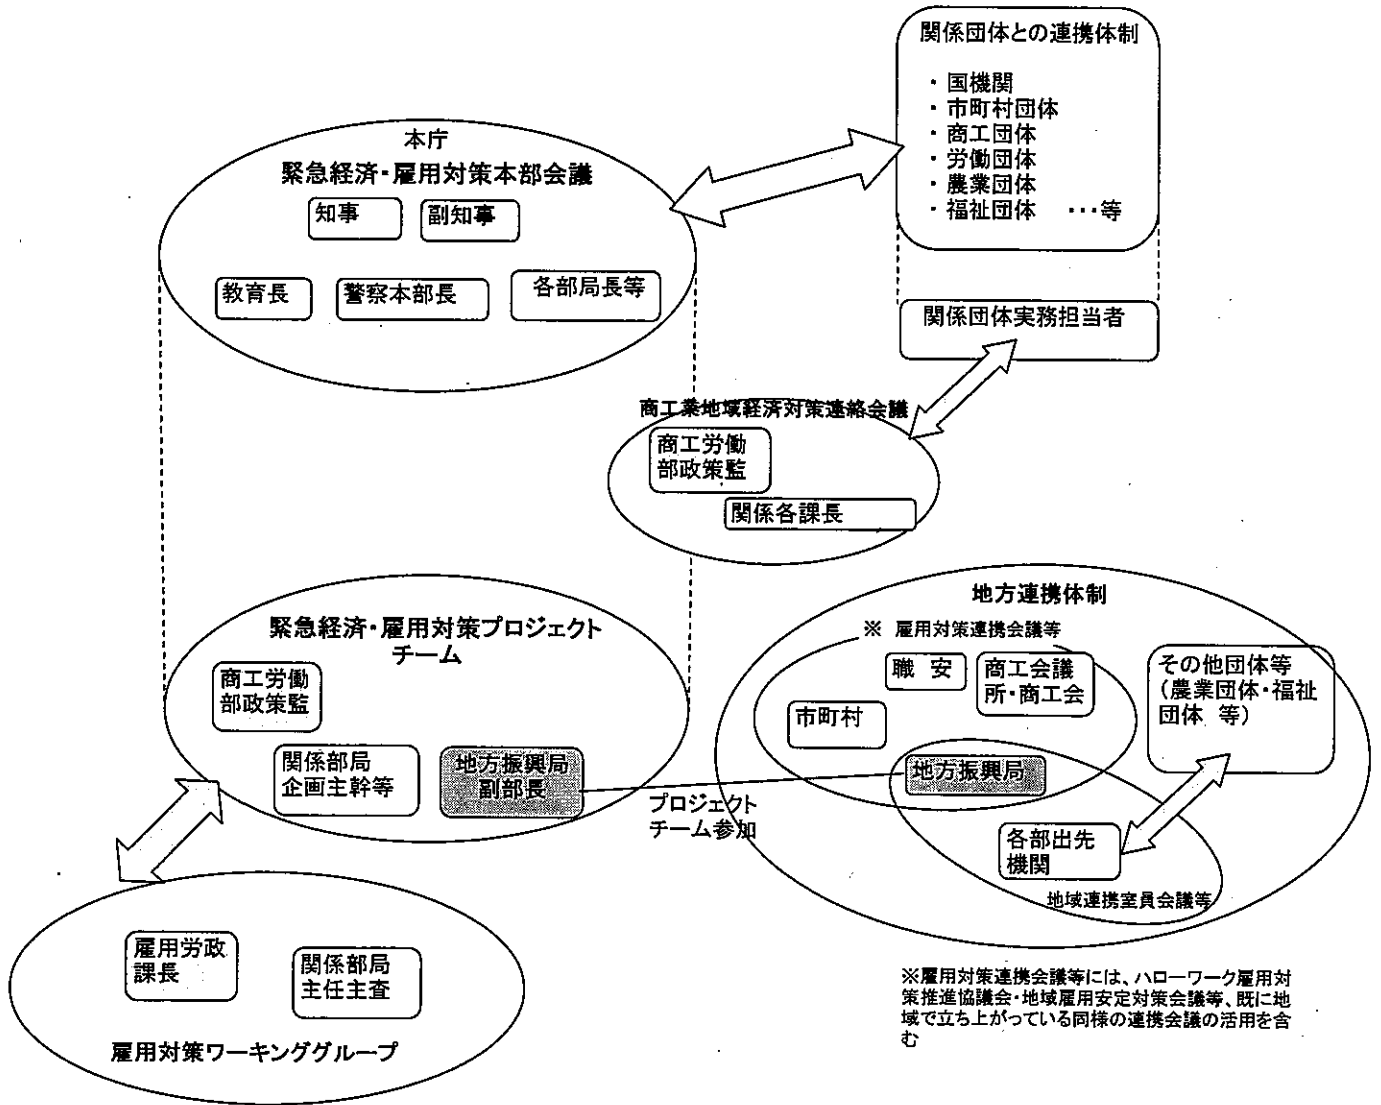 関係団体との連携体制
・ 国機関
・ 市町村団体
・ 商工団体
・ 労働団体
・ 農業団体
・ 福祉団体　・・・等
本庁
緊急経済・雇用対策本部会議
知事
副知事
教育長
警察本部長
各部局長等
関係団体実務担当者
商工業地域経済対策連絡会議
商工労働
部政策監
関係各課長
緊急経済・雇用対策プロジェクト
チーム
商工労働
部政策監
関係部局
企画主幹等
地方振興局
副部長
プロジェクト
チーム参加
地方連携体制
※ 雇用対策連携会議等
職 安
商工会議
所・商工会
市町村
地方振興局
その他団体等
（農業団体・福祉
団体 等）
各部出先
機関
地域連携室員会議等
雇用労政
課長
関係部局
主任主査
雇用対策ワーキンググループ
※雇用対策連携会議等には、ハローワーク雇用対
策推進協議会・地域雇用安定対策会議等、既に地
域で立ち上がっている同様の連携会議の活用を含
む